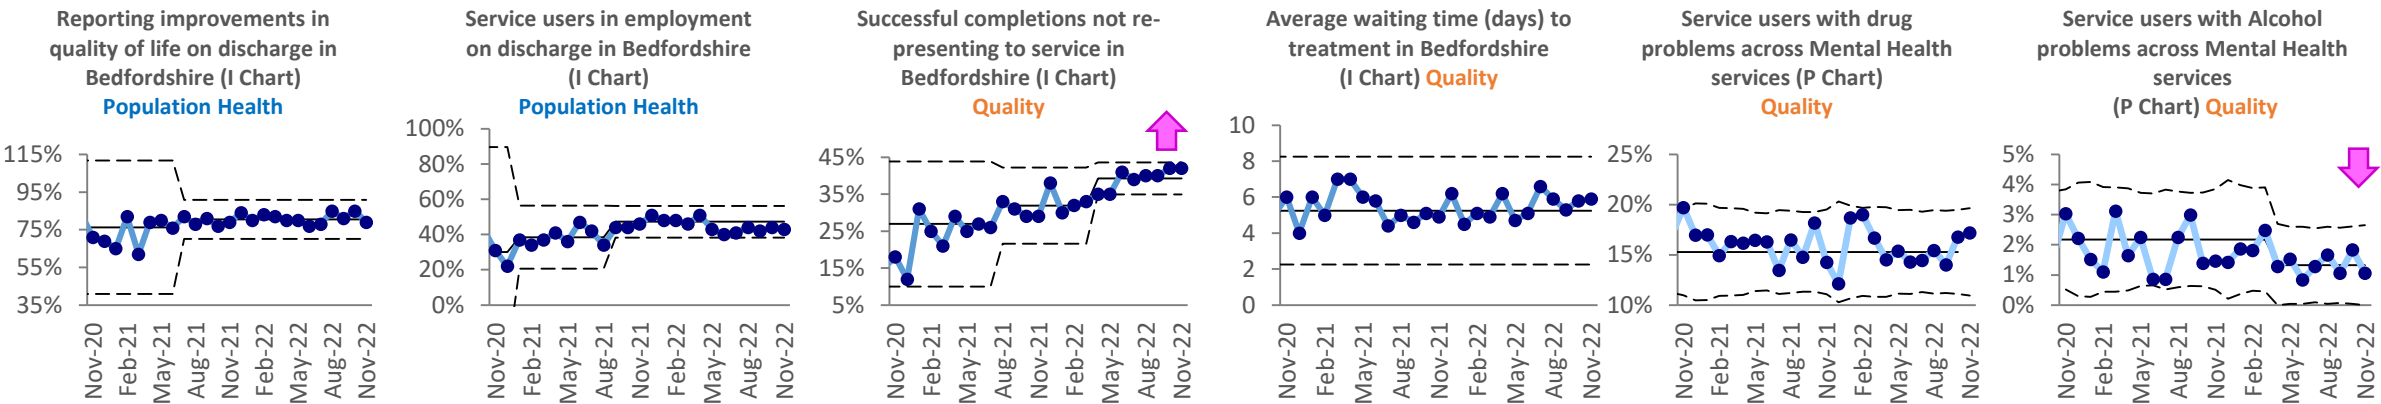 Reporting improvements in
quality of life on discharge in
Bedfordshire (I Chart)
Population Health
115%
95%
75%
55%
35%
Nov-20
Feb-21
May-21
Aug-21
Nov-21
Feb-22
May-22
Aug-22
Nov-22
Service users in employment
on discharge in Bedfordshire
(I Chart)
Population Health
100%
80%
60%
40%
20%
0%
Nov-20
Feb-21
May-21
Aug-21
Nov-21
Feb-22
May-22
Aug-22
Nov-22
Successful completions not re-
presenting to service in
Bedfordshire (I Chart)
Quality
45%
35%
25%
15%
5%
Nov-20
Feb-21
May-21
Aug-21
Nov-21
Feb-22
May-22
Aug-22
Nov-22
Average waiting time (days) to
treatment in Bedfordshire
(I Chart) Quality
10
8
6
4
2
0
Nov-20
Feb-21
May-21
Aug-21
Nov-21
Feb-22
May-22
Aug-22
Nov-22
Service users with drug
problems across Mental Health
services (P Chart)
Quality
25%
20%
15%
10%
Nov-20
Feb-21
May-21
Aug-21
Nov-21
Feb-22
May-22
Aug-22
Nov-22
Service users with Alcohol
problems across Mental Health
services
(P Chart) Quality
5%
4%
3%
2%
1%
0%
Nov-20
Feb-21
May-21
Aug-21
Nov-21
Feb-22
May-22
Aug-22
Nov-22